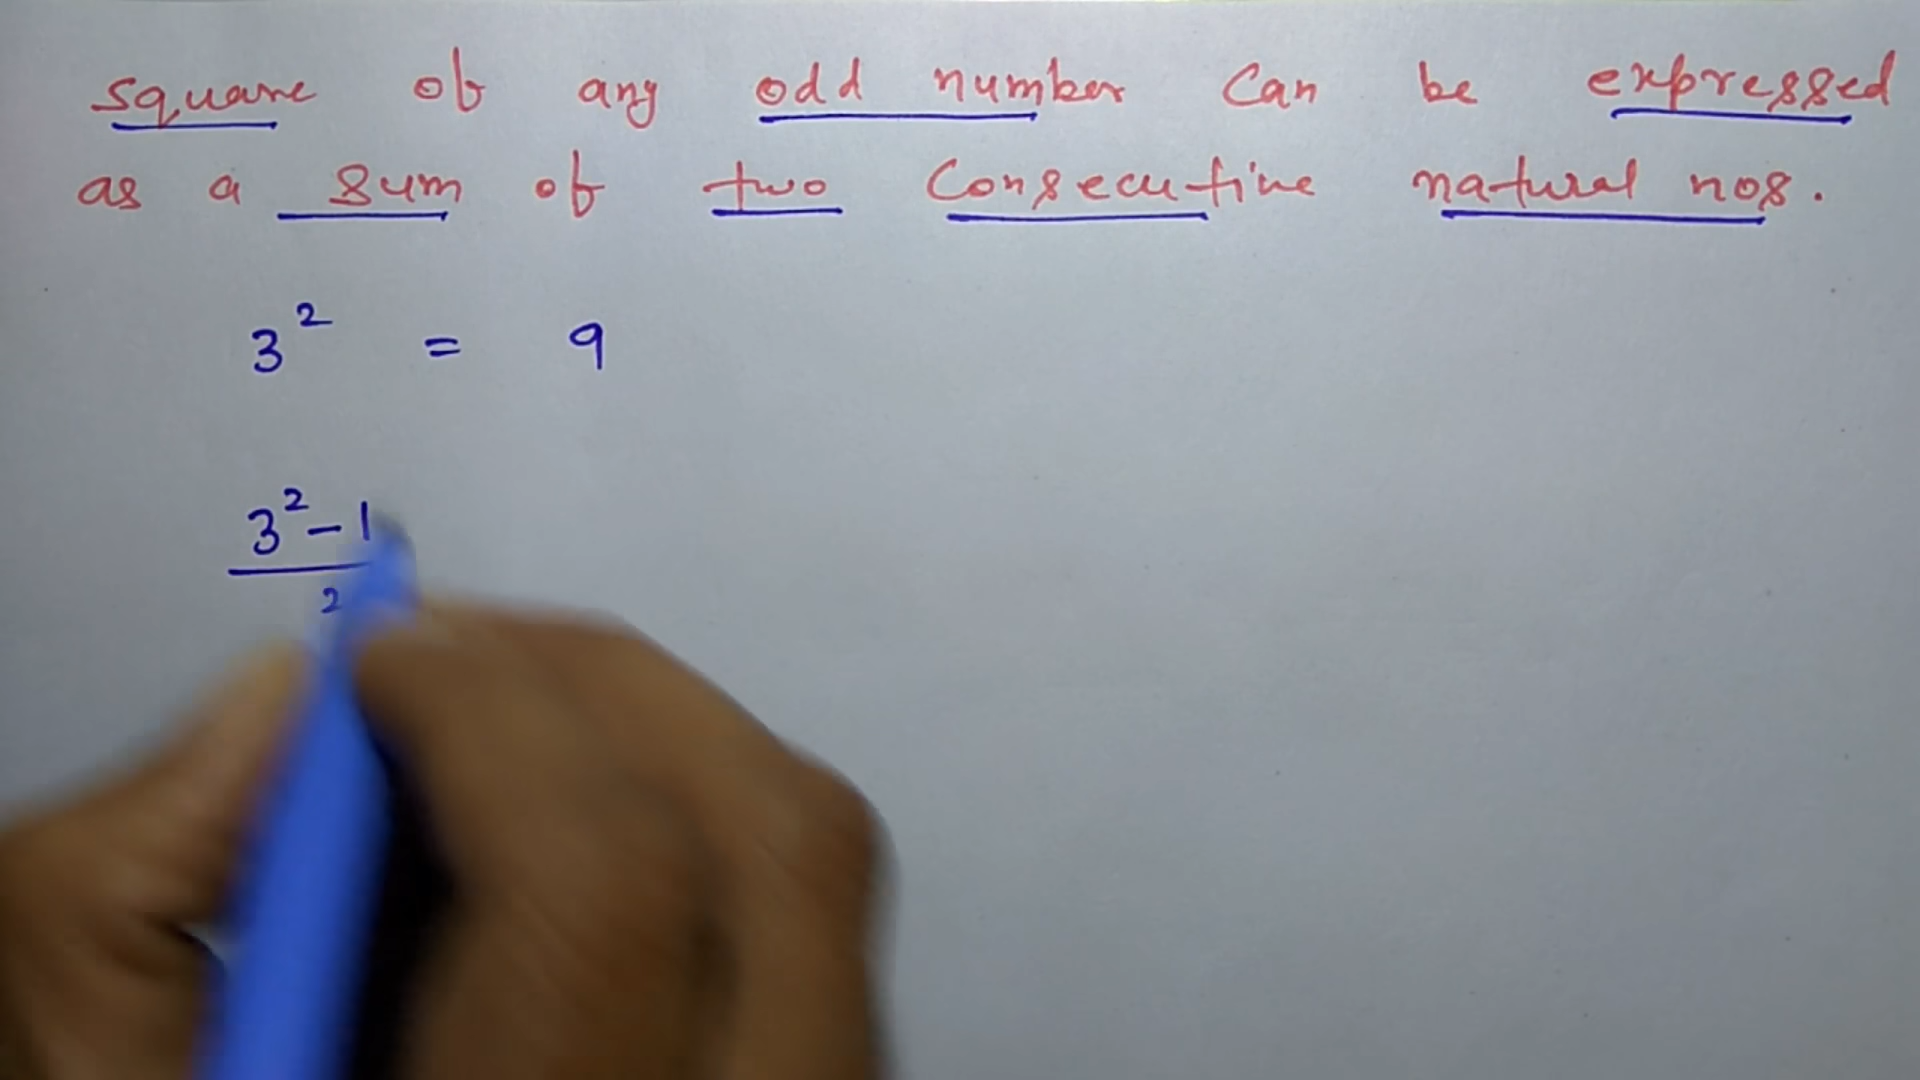 square of any odd number can be expressed
as a sum of two consecutive natural nos.
3² = 9
3² - 1
2